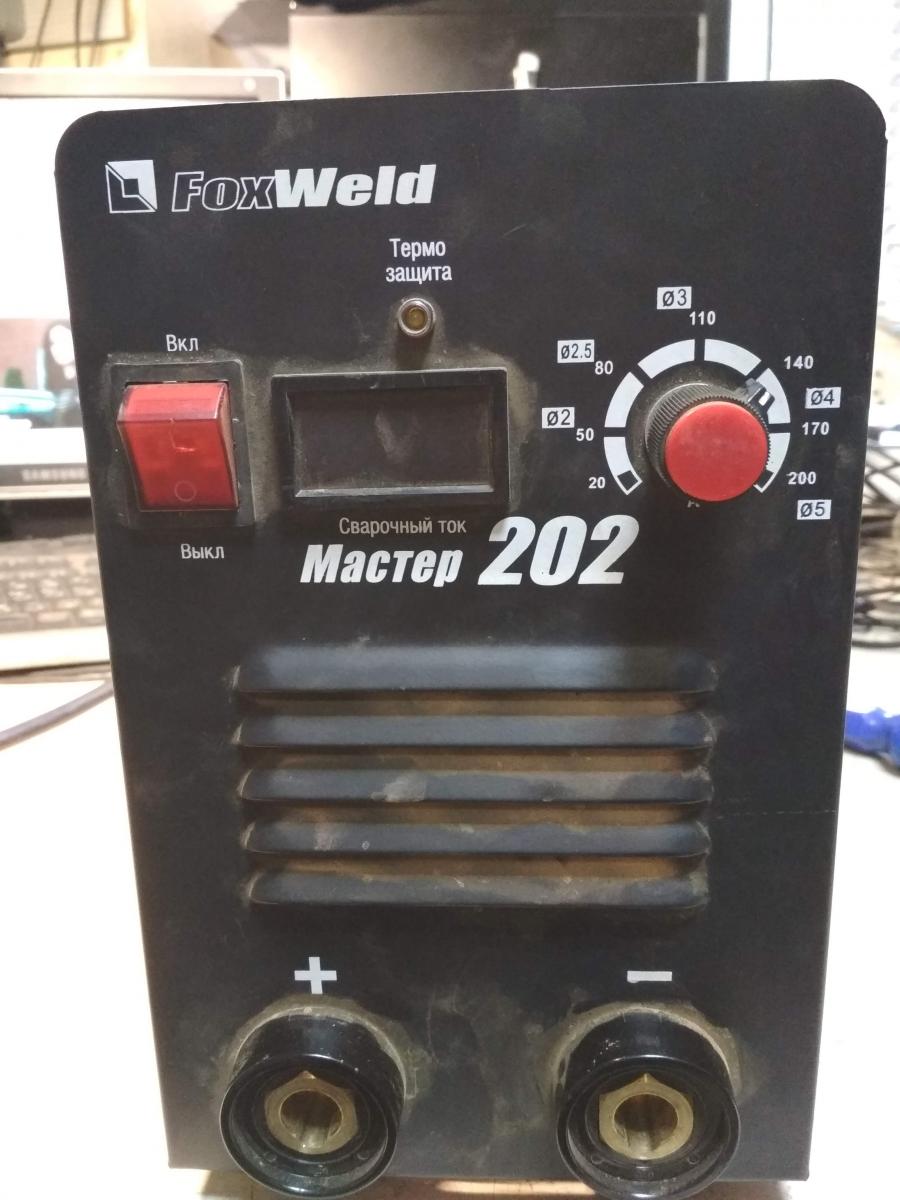 FoxWeld
Термо
защита
Вкл
Выкл
Сварочный ток
Мастер 202
Ø3
110
Ø2.5
80
140
Ø2
50
Ø4
170
20
200
Ø5
+
−
SAMSUNG